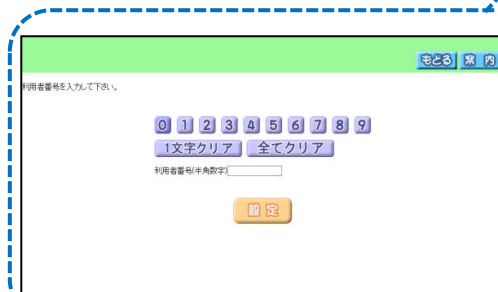 もどる 案内
利用者番号を入力して下さい。
0 1 2 3 4 5 6 7 8 9
1文字クリア 全てクリア
利用者番号(半角数字)
設定